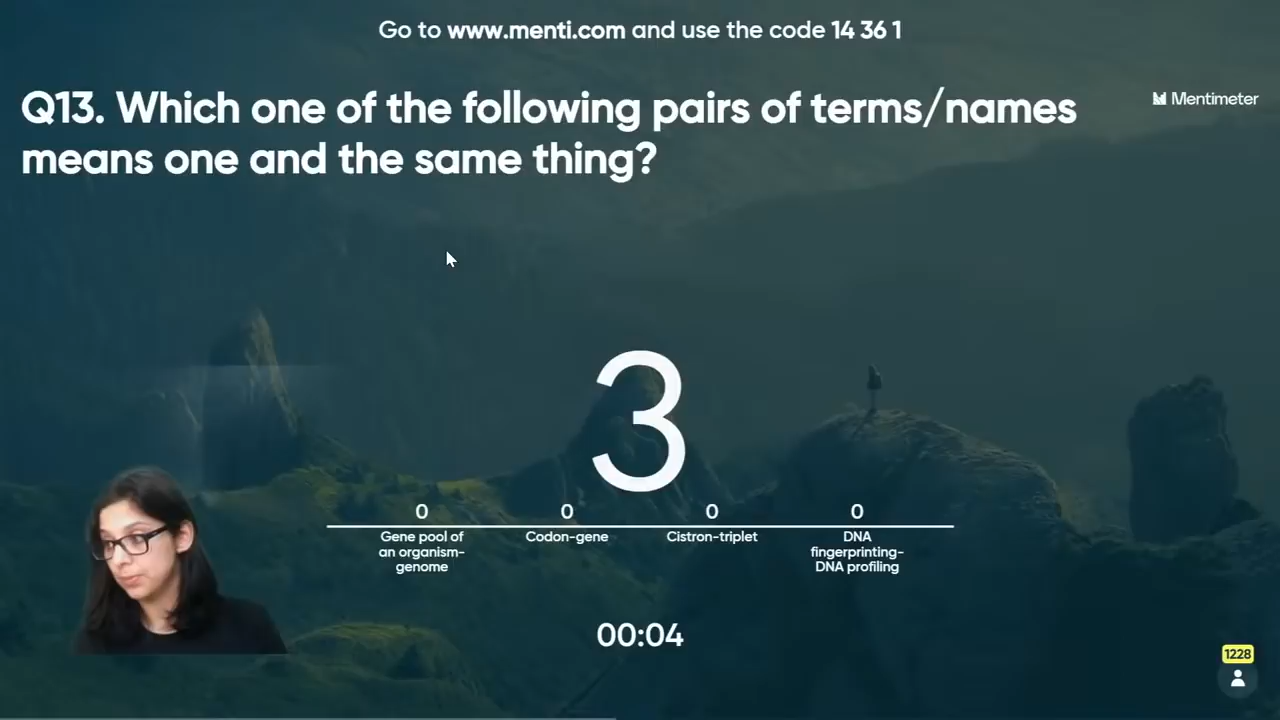 Go to www.menti.com and use the code 14 36 1
Q13. Which one of the following pairs of terms/names
means one and the same thing?
Mentimeter
3
0
0
0
0
Gene pool of
an organism-
genome
Codon-gene
Cistron-triplet
DNA
fingerprinting-
DNA profiling
00:04
1228